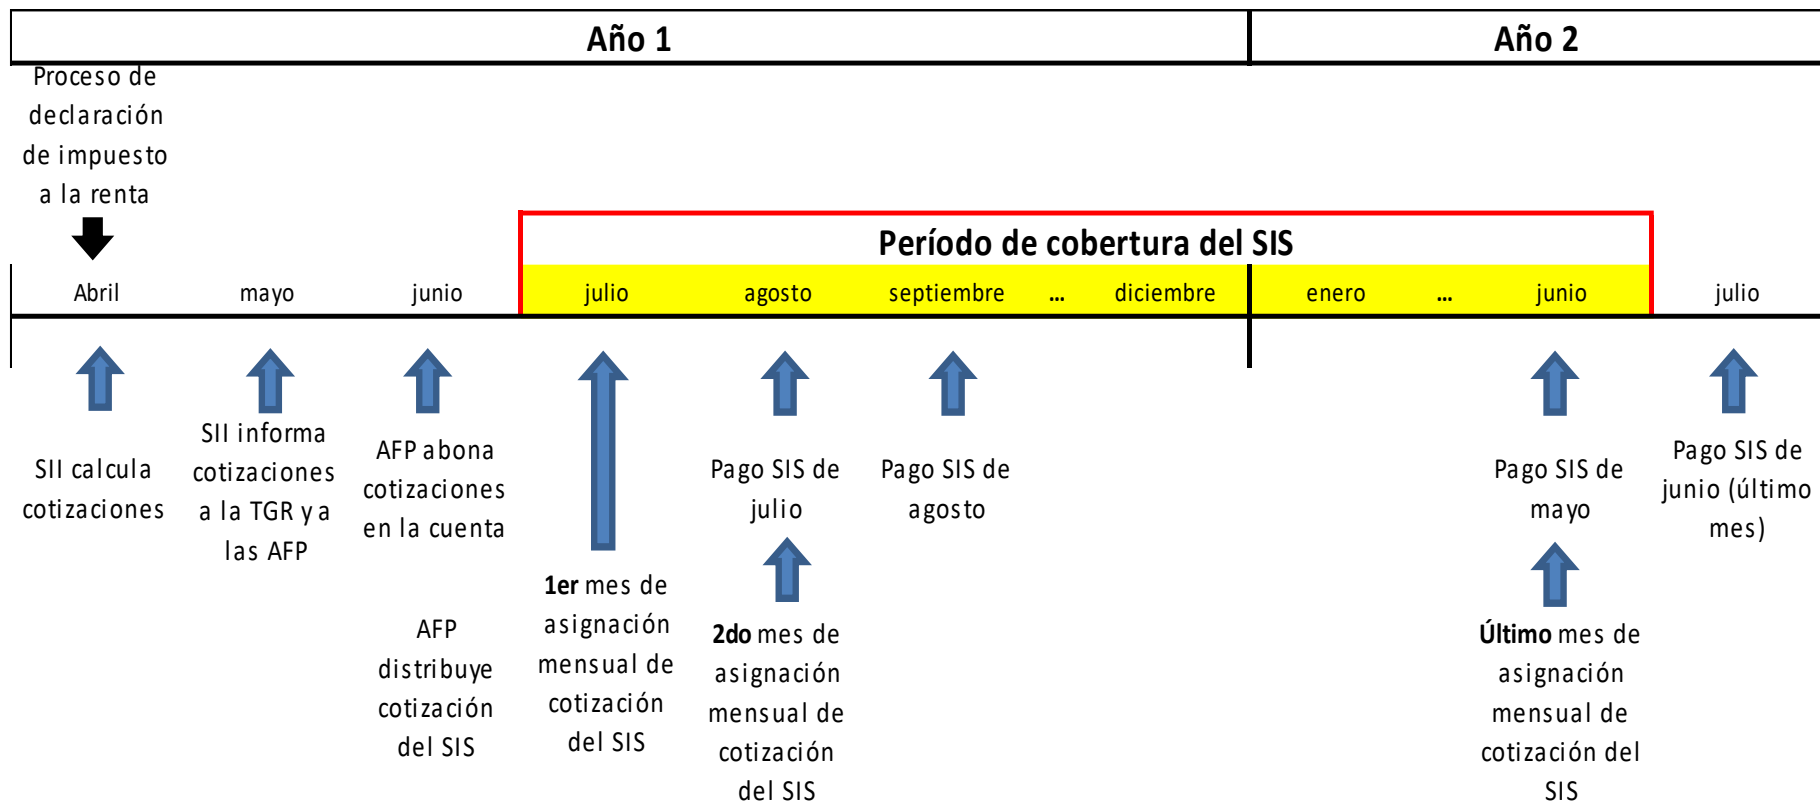 Año 1
Año 2
Proceso de
declaración
de impuesto
a la renta
Período de cobertura del SIS
Abril mayo junio julio agosto septiembre ... diciembre enero ... junio julio
SII calcula
cotizaciones
SII informa
cotizaciones
a la TGR y a
las AFP
AFP abona
cotizaciones
en la cuenta
AFP
distribuye
cotización
del SIS
1er mes de
asignación
mensual de
cotización
del SIS
Pago SIS de
julio
2do mes de
asignación
mensual de
cotización
del SIS
Pago SIS de
agosto
Pago SIS de
mayo
Último mes de
asignación
mensual de
cotización del
SIS
Pago SIS de
junio (último
mes)